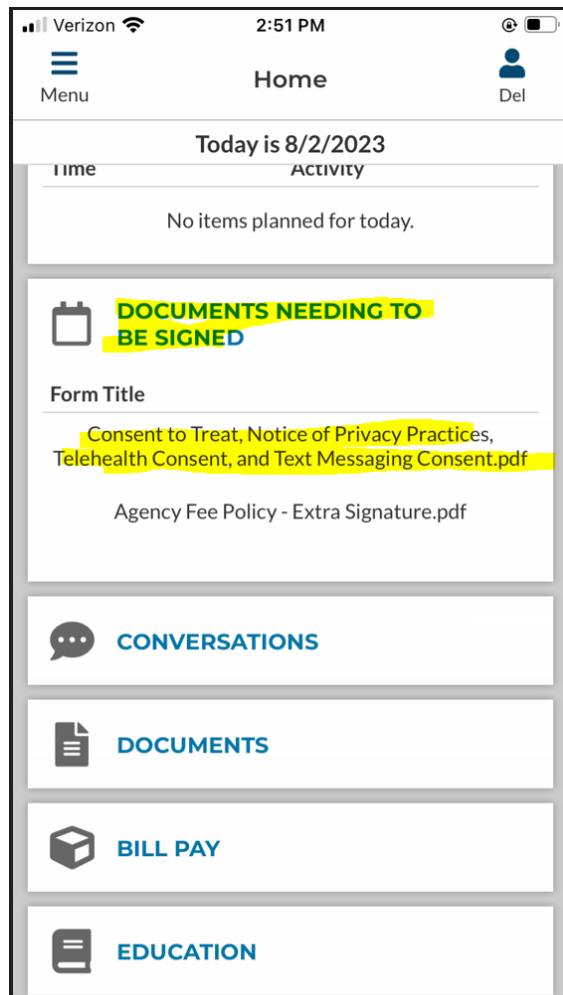 Verizon 2:51 PM
Menu Home Del
Today is 8/2/2023
Time Activity
No items planned for today.
DOCUMENTS NEEDING TO
BE SIGNED
Form Title
Consent to Treat, Notice of Privacy Practices,
Telehealth Consent, and Text Messaging Consent.pdf
Agency Fee Policy - Extra Signature.pdf
CONVERSATIONS
DOCUMENTS
BILL PAY
EDUCATION